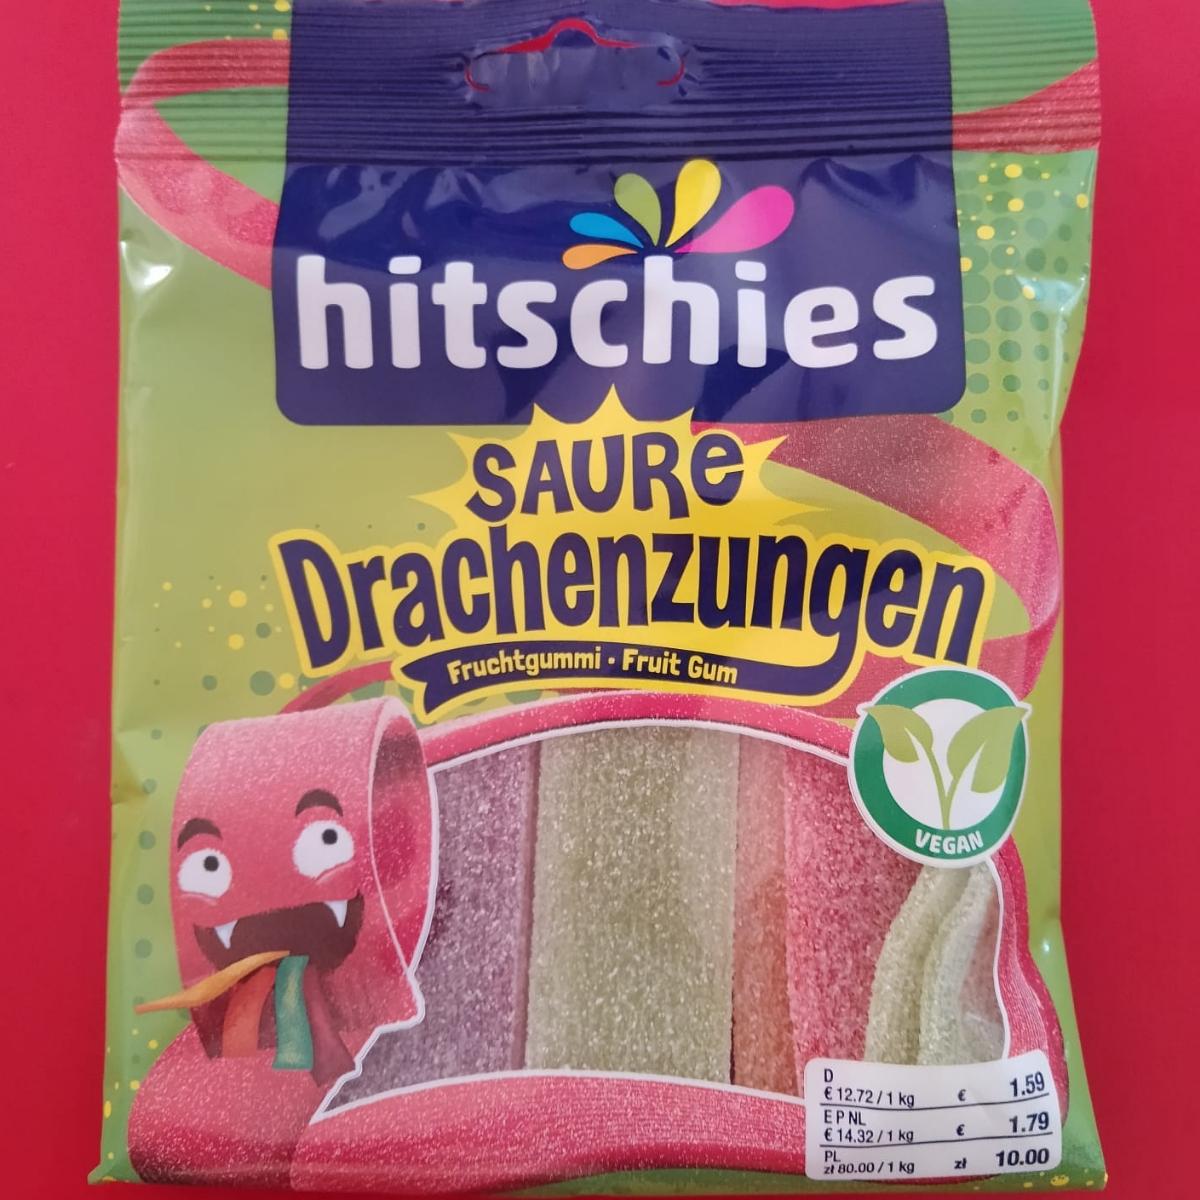 hitschies
SAURe
Drachenzungen
Fruchtgummi • Fruit Gum
VEGAN
D
€ 12.72 / 1 kg € 1.59
E P NL
€ 14.32 / 1 kg € 1.79
PL
zł 80.00 / 1 kg zł 10.00